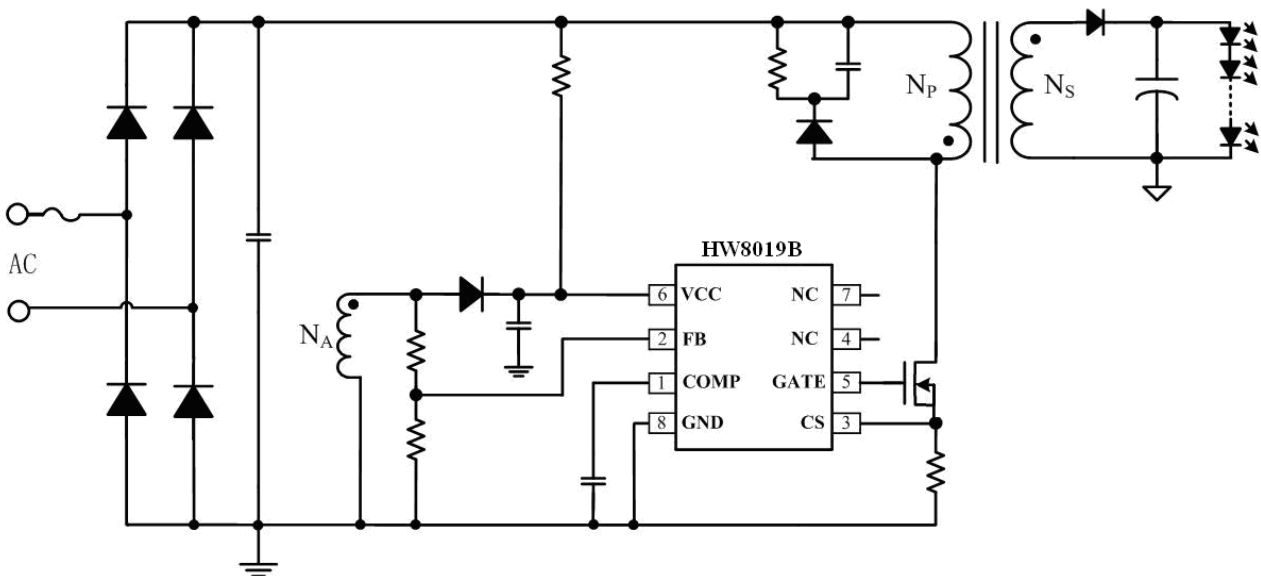 N_P
N_S
HW8019B
AC
6 VCC NC 7
N_A
2 FB NC 4
1 COMP GATE 5
8 GND CS 3